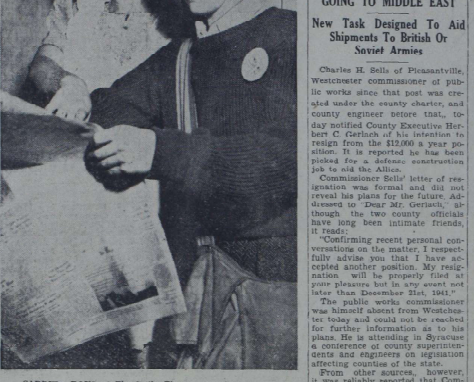 GOING TO MIDDLE EAST
New Task Designed To Aid
Shipments To British Or
Soviet Armies
Charles H. Sells of Pleasantville,
Westchester commissioner of pub-
lic works since that post was cre-
ated under the county charter, and
county engineer before that, to-
day notified County Executive Her-
bert C. Gerlach of his intention to
resign from the $12,000 a year po-
sition. It is reported he has been
picked for a defense construction
job to aid the Allies.
Commissioner Sells' letter of res-
ignation was formal and did not
reveal his plans for the future. Ad-
dressed to "Dear Mr. Gerlach," al-
though the two county officials
have long been intimate friends,
it reads:
"Confirming recent personal con-
versations on the matter, I respect-
fully advise you that I have ac-
cepted another position. My resig-
nation will be properly filed at
your pleasure but in any event not
later than December 21st, 1941."
The public works commissioner
was himself absent from Westches-
ter today and could not be reached
for further information as to his
plans. He is attending in Syracuse
a conference of county superinten-
dents and engineers on legislation
affecting counties of the state.
From other sources, however,
it was reliably reported that Com-